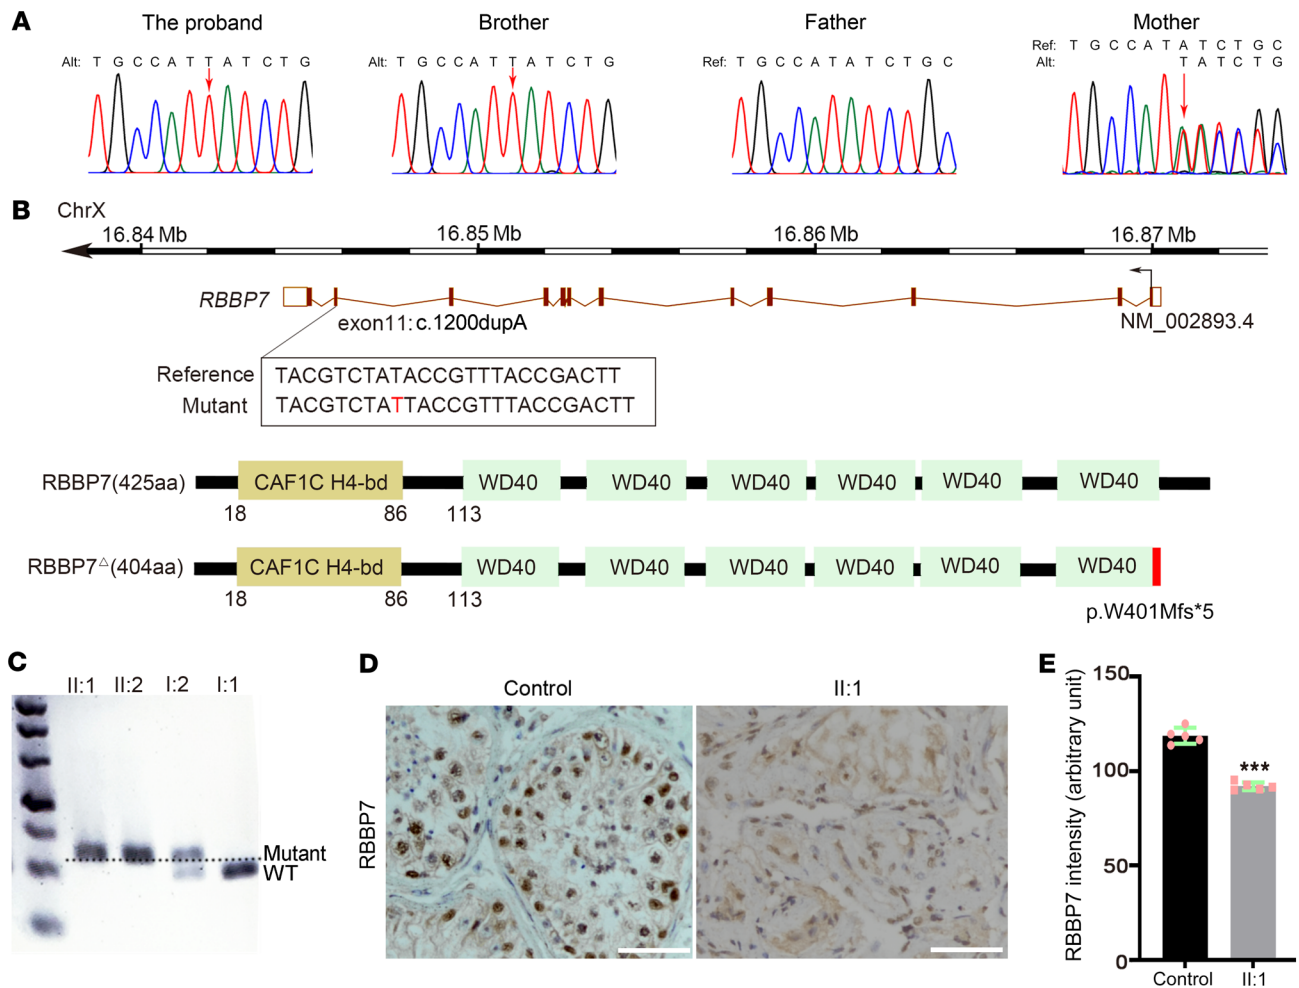 A
The proband
Brother
Father
Mother
Alt: T G C C A T T A T C T G
Alt: T G C C A T T A T C T G
Ref: T G C C A T A T C T G C
Ref: T G C C A T A T C T G C
Alt: T A T C T G
B
ChrX
16.84 Mb
16.85 Mb
16.86 Mb
16.87 Mb
RBBP7
exon11: c.1200dupA
NM_002893.4
Reference
TACGTCTATACCGTTTACCGACTT
Mutant
TACGTCTATTACCGTTTACCGACTT
RBBP7(425aa)
CAF1C H4-bd
WD40
WD40
WD40
WD40
WD40
WD40
18
86
113
RBBP7△(404aa)
CAF1C H4-bd
WD40
WD40
WD40
WD40
WD40
WD40
18
86
113
p.W401Mfs*5
C
II:1
II:2
I:2
I:1
Mutant
WT
D
Control
II:1
RBBP7
E
RBBP7 intensity (arbitrary unit)
150
100
50
0
***
Control
II:1